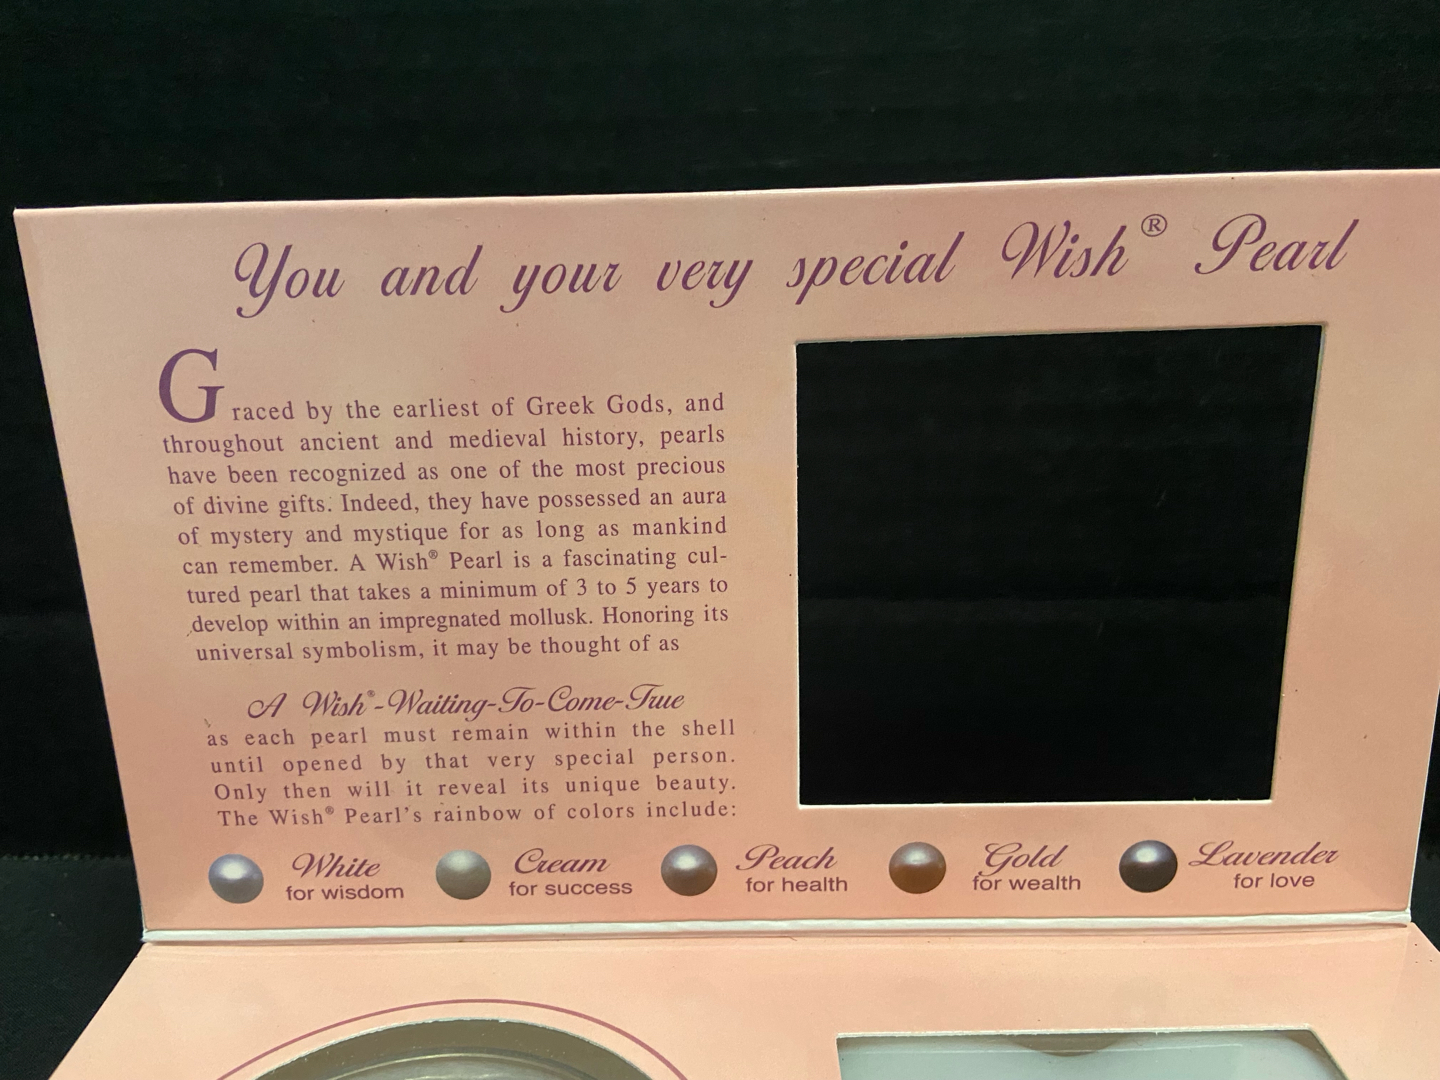 You and your very special Wish® Pearl
Graced by the earliest of Greek Gods, and
throughout ancient and medieval history, pearls
have been recognized as one of the most precious
of divine gifts. Indeed, they have possessed an aura
of mystery and mystique for as long as mankind
can remember. A Wish® Pearl is a fascinating cul-
tured pearl that takes a minimum of 3 to 5 years to
develop within an impregnated mollusk. Honoring its
universal symbolism, it may be thought of as
A Wish®-Waiting-To-Come-True
as each pearl must remain within the shell
until opened by that very special person.
Only then will it reveal its unique beauty.
The Wish® Pearl's rainbow of colors include:
White
for wisdom
Cream
for success
Peach
for health
Gold
for wealth
Lavender
for love